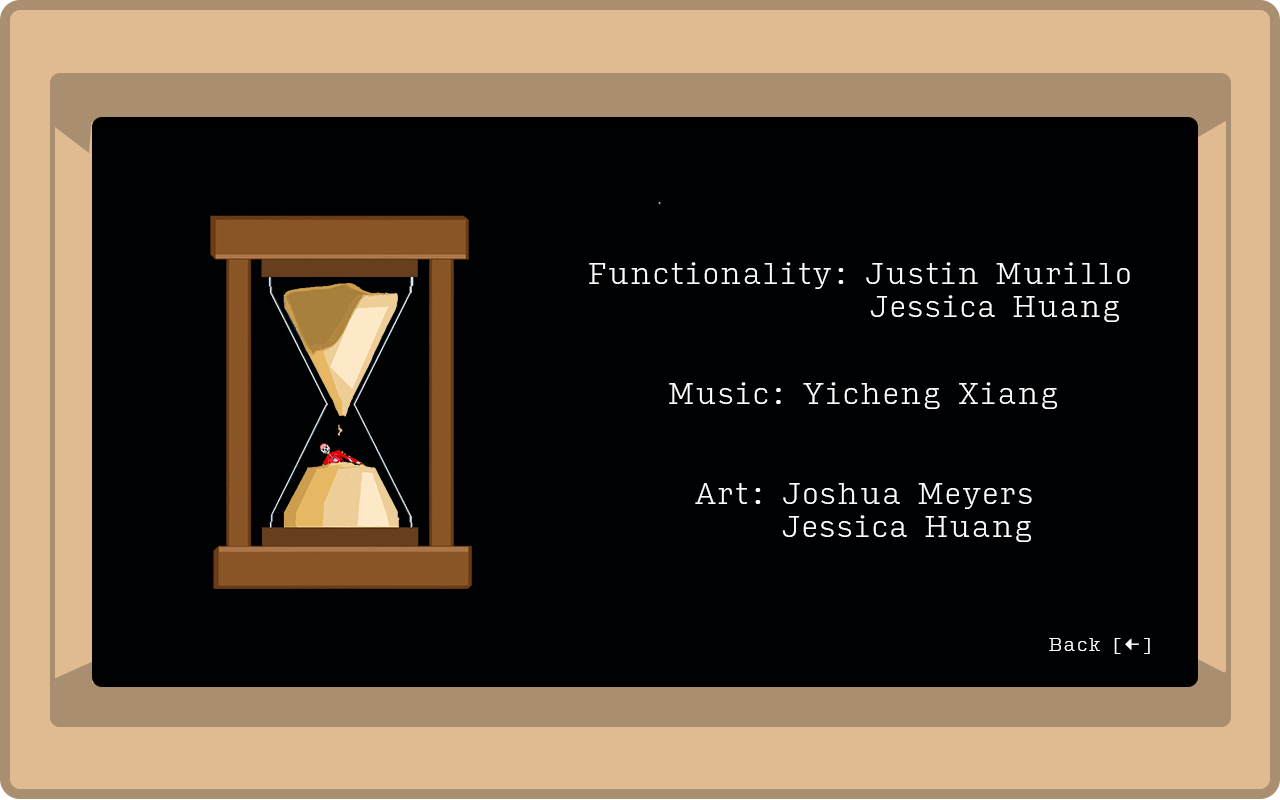 Functionality: Justin Murillo
Jessica Huang
Music: Yicheng Xiang
Art: Joshua Meyers
Jessica Huang
Back [←]